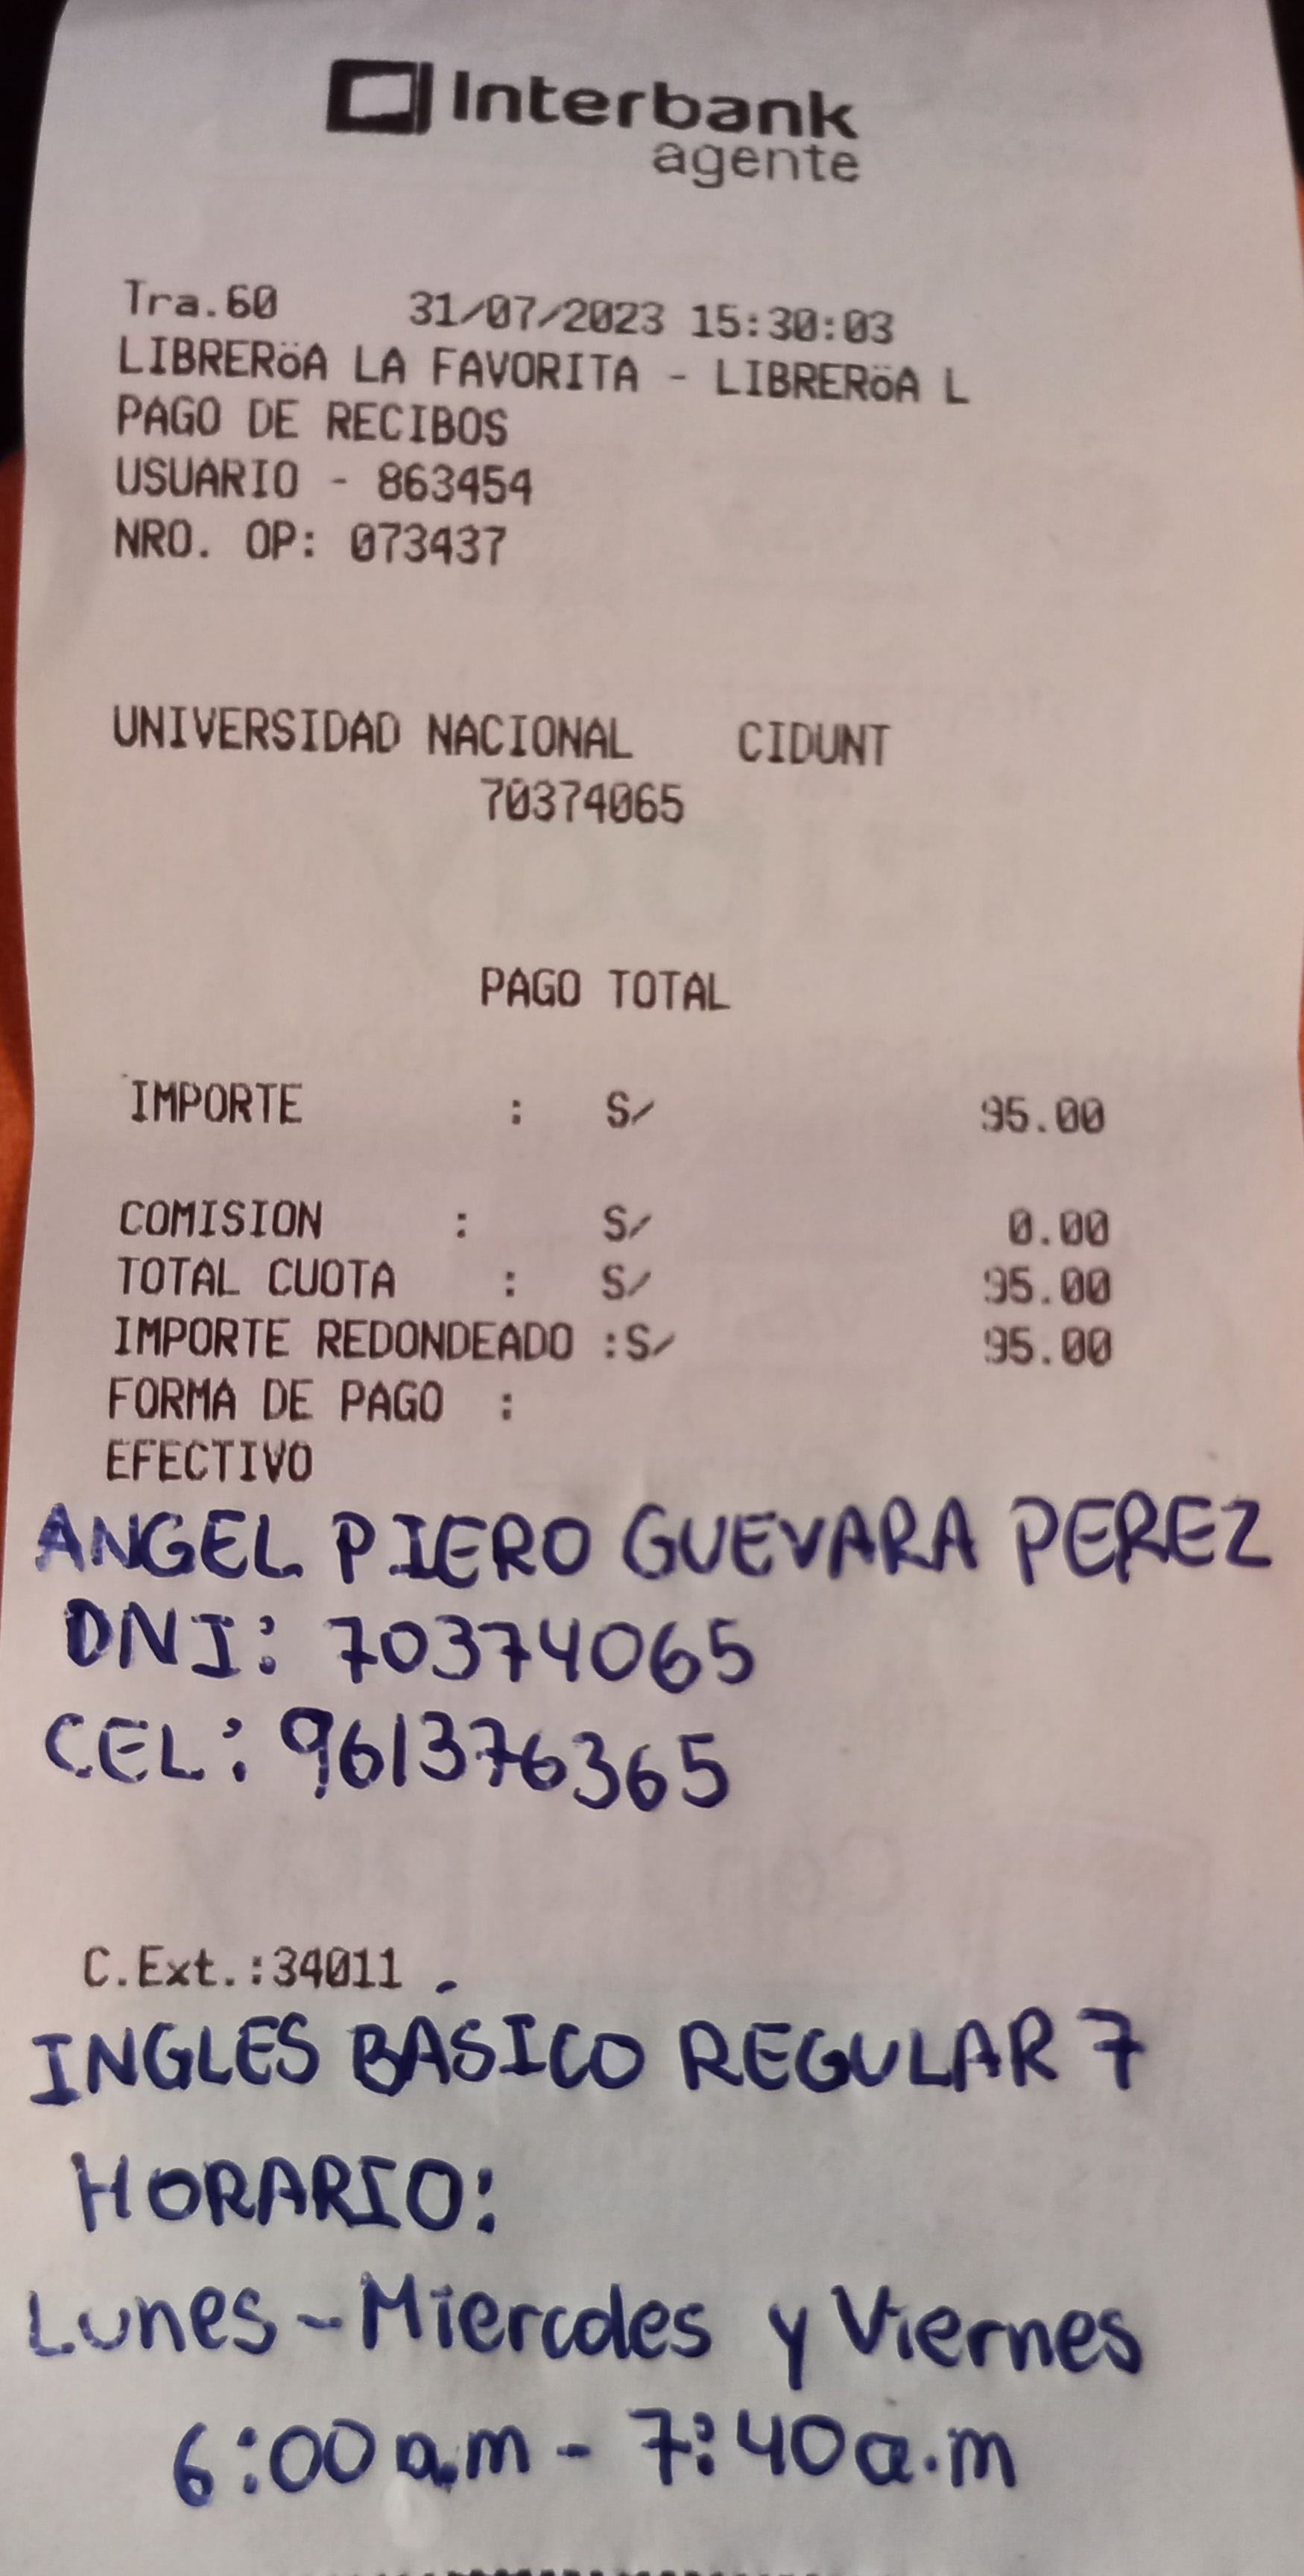 Interbank
agente
Tra.60 31/07/2023 15:30:03
LIBRERöA LA FAVORITA - LIBRERöA L
PAGO DE RECIBOS
USUARIO - 863454
NRO. OP: 073437
UNIVERSIDAD NACIONAL CIDUNT
70374065
PAGO TOTAL
IMPORTE : S/ 95.00
COMISION : S/ 0.00
TOTAL CUOTA : S/ 95.00
IMPORTE REDONDEADO :S/ 95.00
FORMA DE PAGO :
EFECTIVO
ANGEL PIERO GUEVARA PEREZ
DNI: 70374065
CEL: 961376365
C.Ext.:34011
INGLES BÁSICO REGULAR 7
HORARIO:
Lunes - Miercoles y Viernes
6:00 a.m - 7:40 a.m